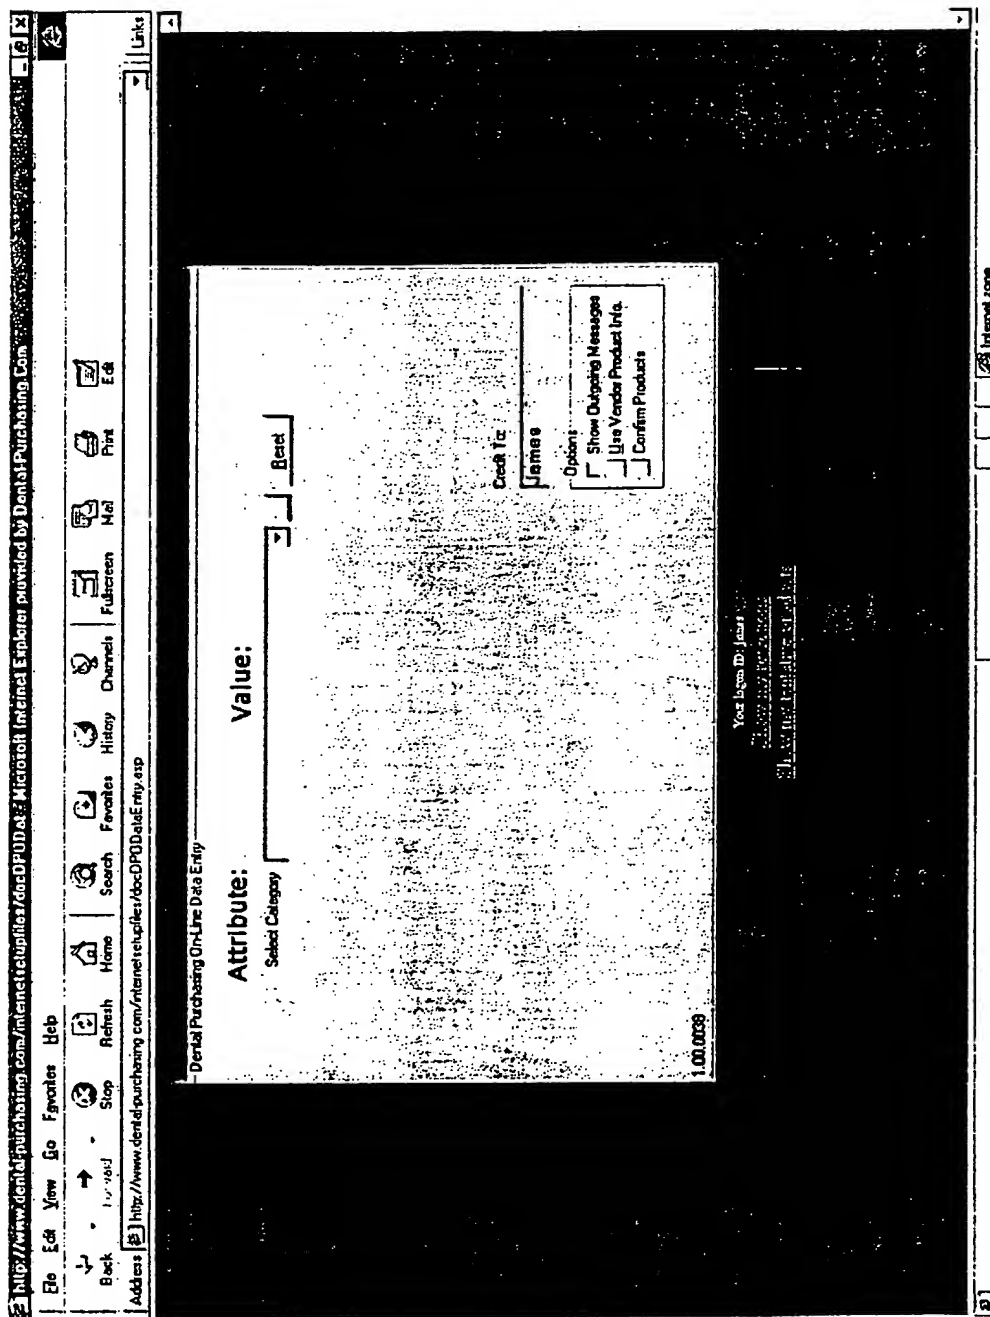 http://www.dental-purchasing.com/internetsetupfiles/docDPODat - Microsoft Internet Explorer provided by Dental-Purchasing.Com
File Edit View Go Favorites Help
Back Forward Stop Refresh Home Search Favorites History Channels Fullscreen Mail Print Edit
Address http://www.dental-purchasing.com/internetsetupfiles/docDPODataEntry.asp Links
Dental Purchasing On-Line Data Entry
Attribute: Value:
Select Category Reset
Credit To:
James
Options
Show Outgoing Messages
Use Vendor Product Info.
Confirm Products
1.00.0039
Your logon ID: james
Internet zone